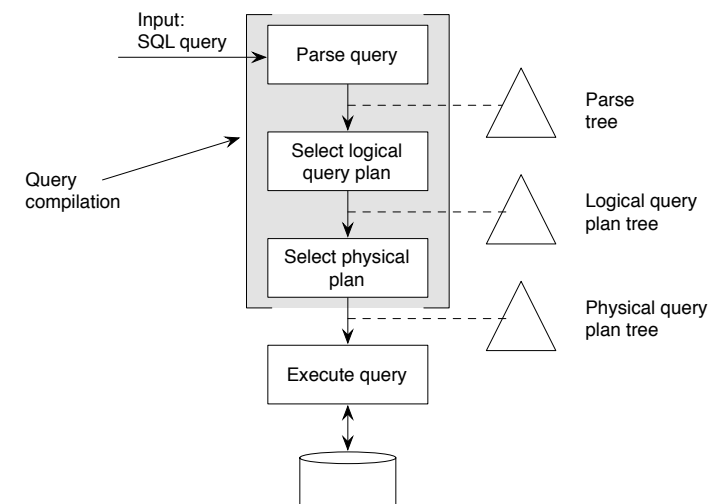 Input:
SQL query
Parse query
Parse
tree
Select logical
query plan
Query
compilation
Logical query
plan tree
Select physical
plan
Physical query
plan tree
Execute query